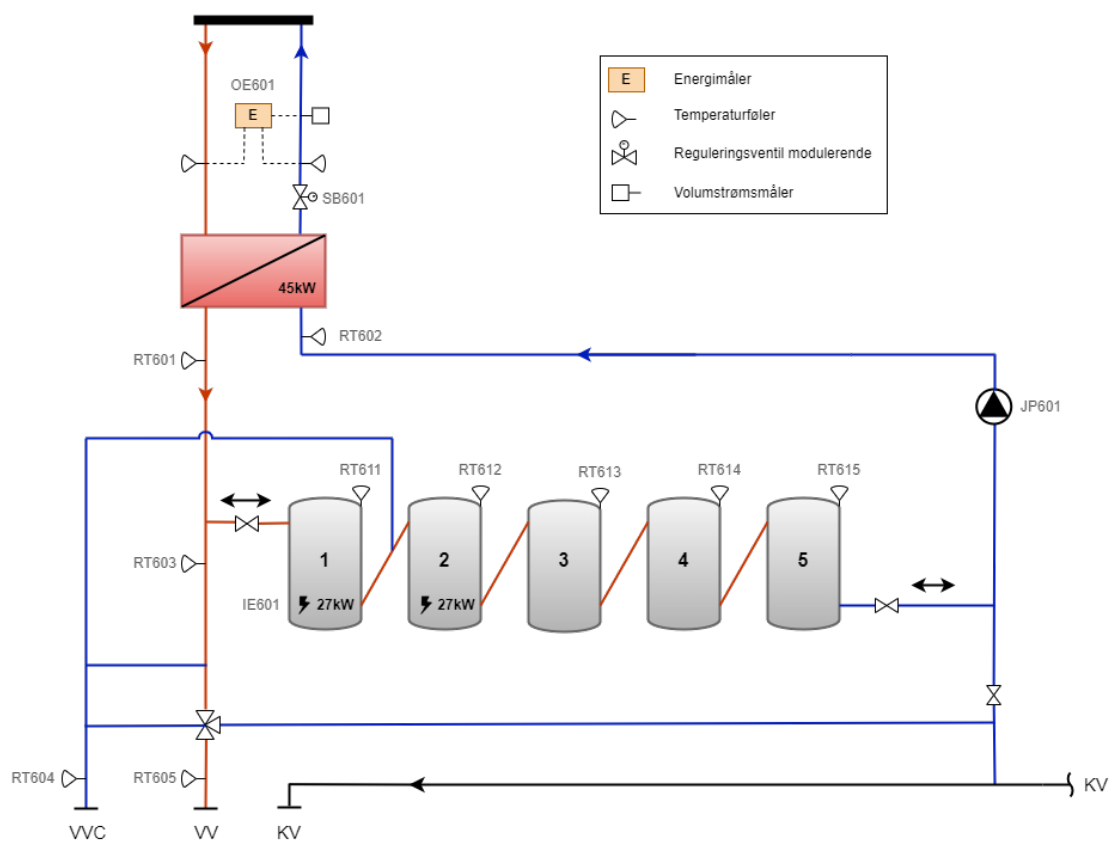 OE601
E
E
Energimåler
Temperaturføler
Reguleringsventil modulerende
Volumstrømsmåler
SB601
45kW
RT601
RT602
JP601
RT611
RT612
RT613
RT614
RT615
1
2
3
4
5
RT603
IE601
27kW
27kW
RT604
RT605
KV
VVC
VV
KV